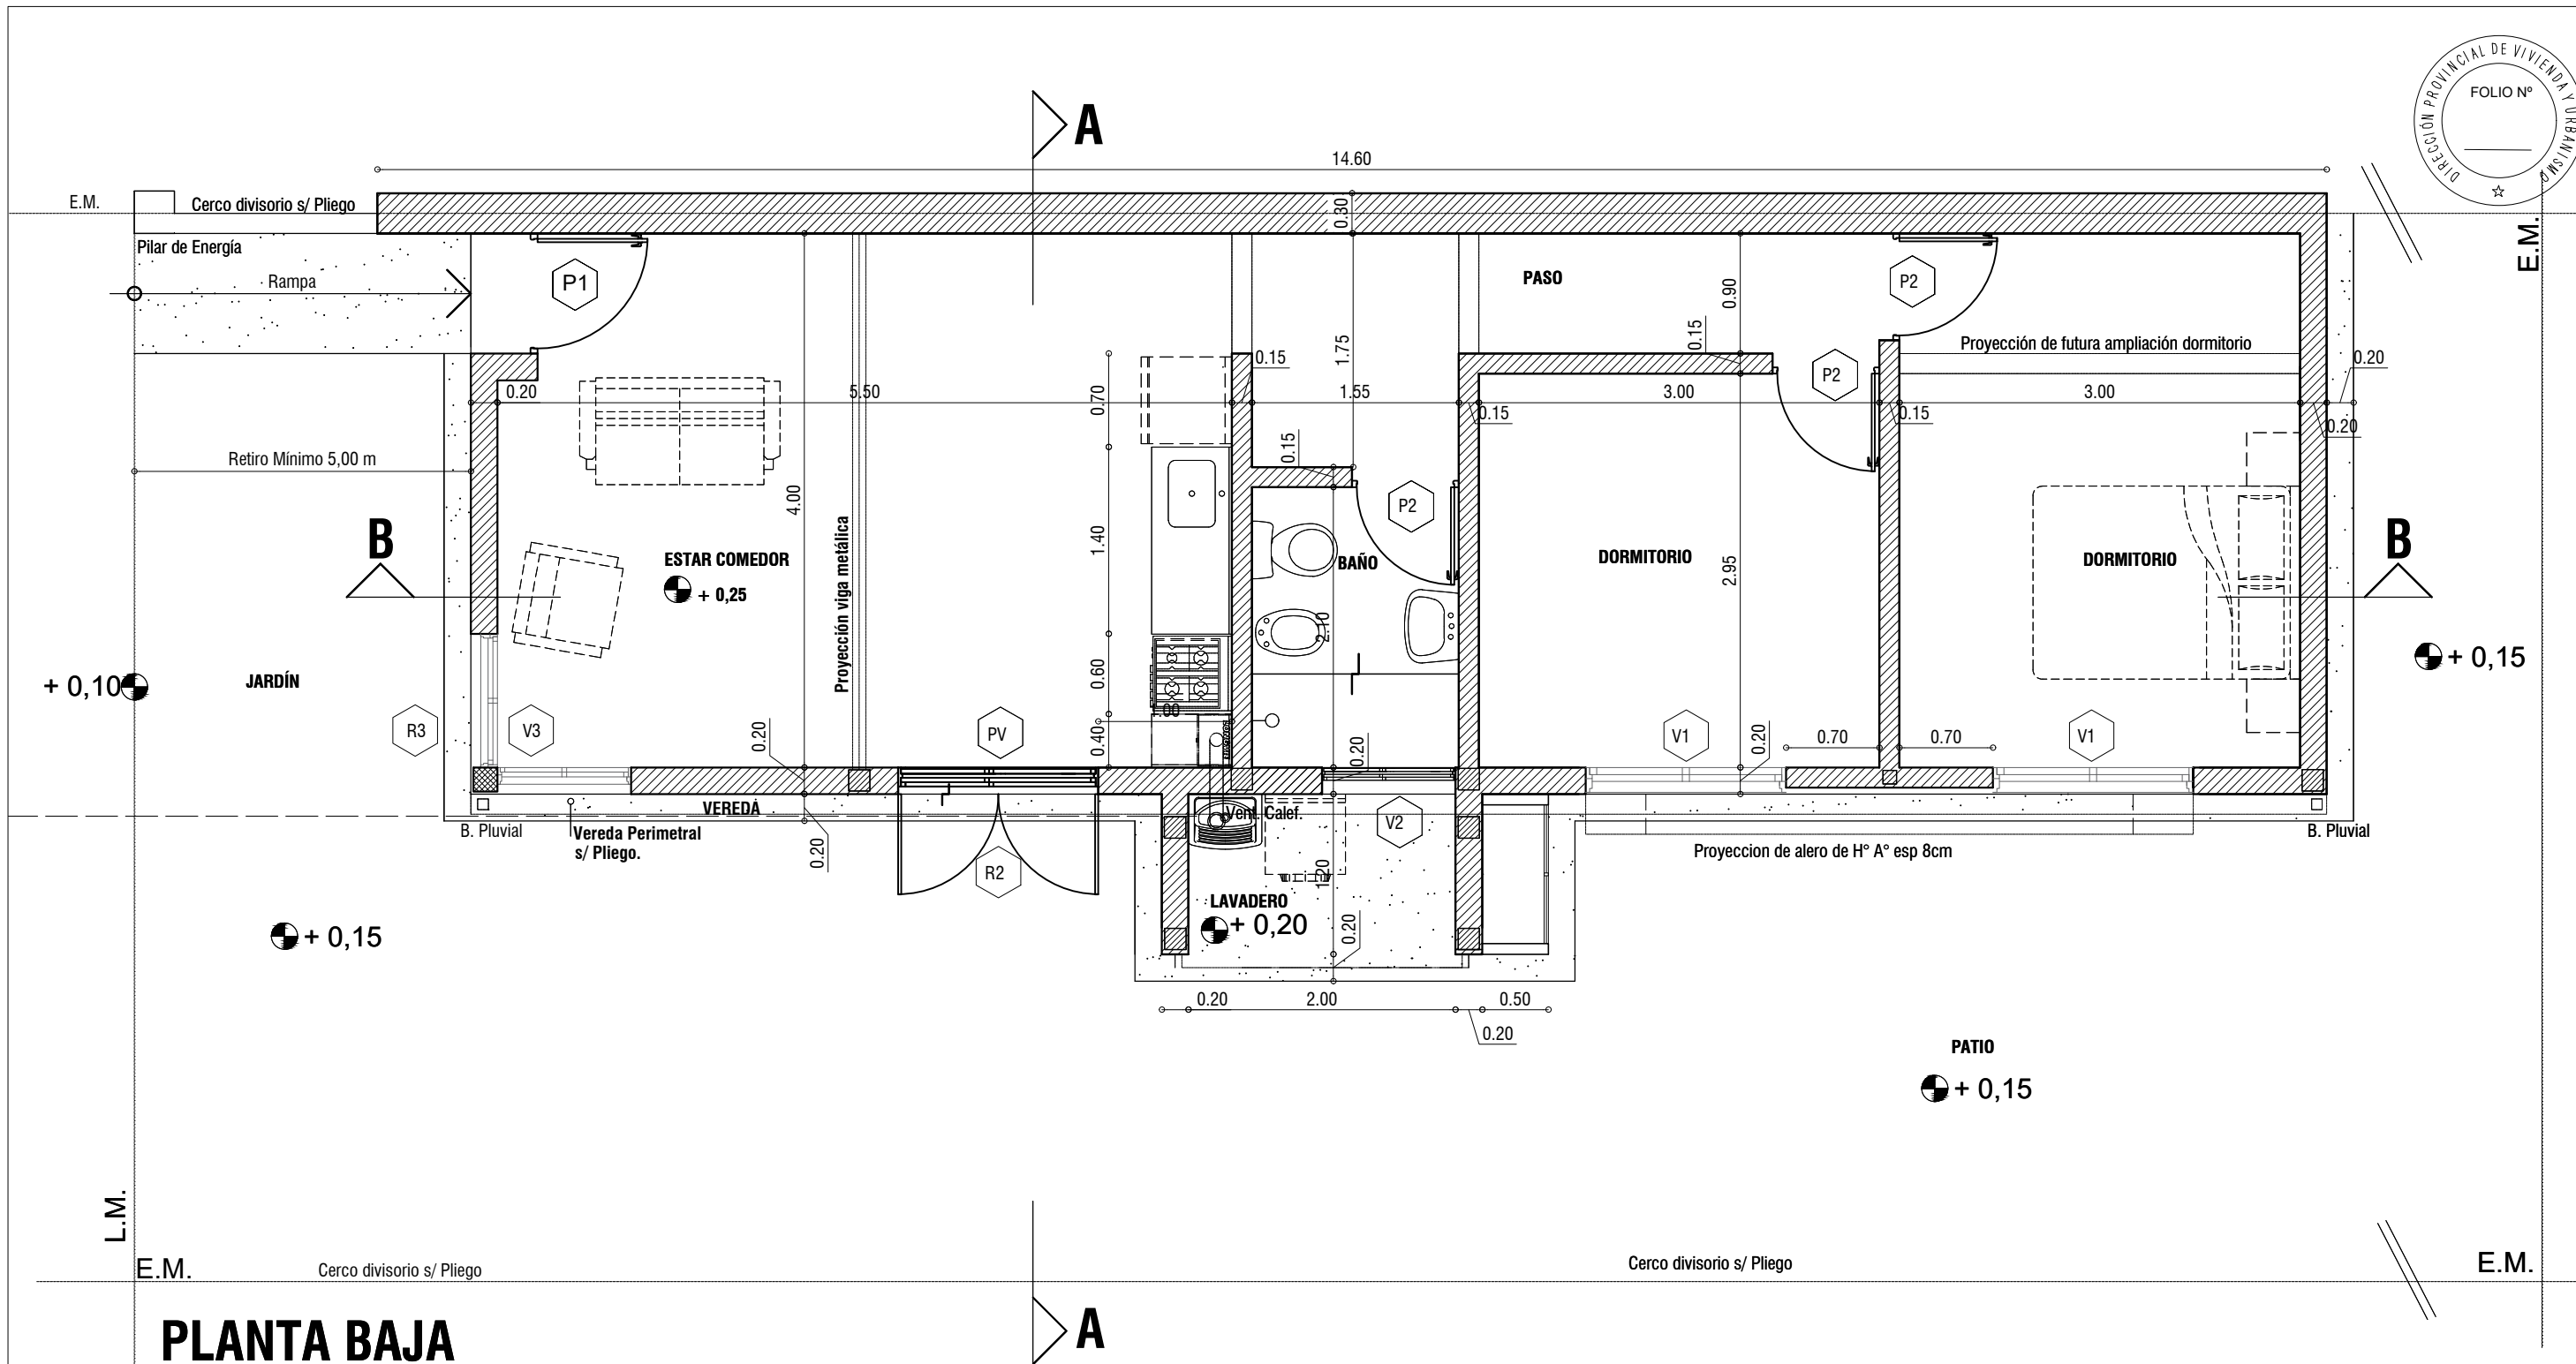 DIRECCIÓN PROVINCIAL DE VIVIENDA Y URBANISMO
FOLIO Nº
A
14.60
E.M.
Cerco divisorio s/ Pliego
0.30
E.M.
Pilar de Energía
Rampa
P1
PASO
0.90
P2
0.15
1.75
Proyección de futura ampliación dormitorio
0.15
0.20
P2
0.20
5.50
0.70
1.55
0.15
3.00
0.15
3.00
0.20
Retiro Mínimo 5,00 m
0.15
4.00
P2
B
ESTAR COMEDOR
+ 0,25
Proyección viga metálica
1.40
BAÑO
DORMITORIO
2.95
DORMITORIO
B
2.10
+ 0,15
+ 0,10
JARDÍN
0.60
R3
V3
0.20
PV
.00
0.40
0.20
V1
0.20
0.70
0.70
V1
VEREDA
Vent. Calef.
V2
B. Pluvial
Vereda Perimetral
s/ Pliego.
0.20
R2
1.20
B. Pluvial
Proyeccion de alero de H° A° esp 8cm
LAVADERO
+ 0,20
0.20
+ 0,15
0.20
2.00
0.50
0.20
PATIO
+ 0,15
L.M.
E.M.
Cerco divisorio s/ Pliego
Cerco divisorio s/ Pliego
E.M.
PLANTA BAJA
A